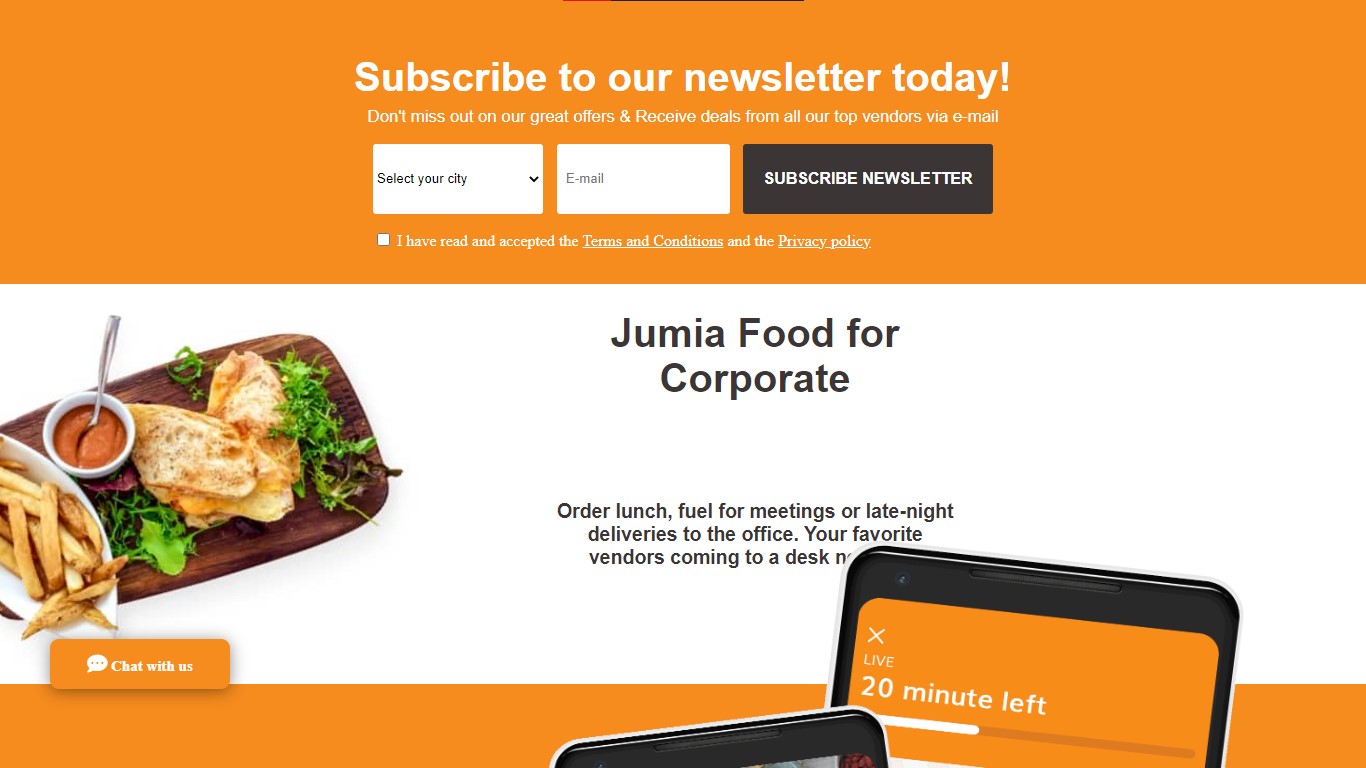 Subscribe to our newsletter today!
Don't miss out on our great offers & Receive deals from all our top vendors via e-mail
Select your city
E-mail
SUBSCRIBE NEWSLETTER
I have read and accepted the Terms and Conditions and the Privacy policy
Jumia Food for
Corporate
Order lunch, fuel for meetings or late-night
deliveries to the office. Your favorite
vendors coming to a desk
LIVE
20 minute left
Chat with us